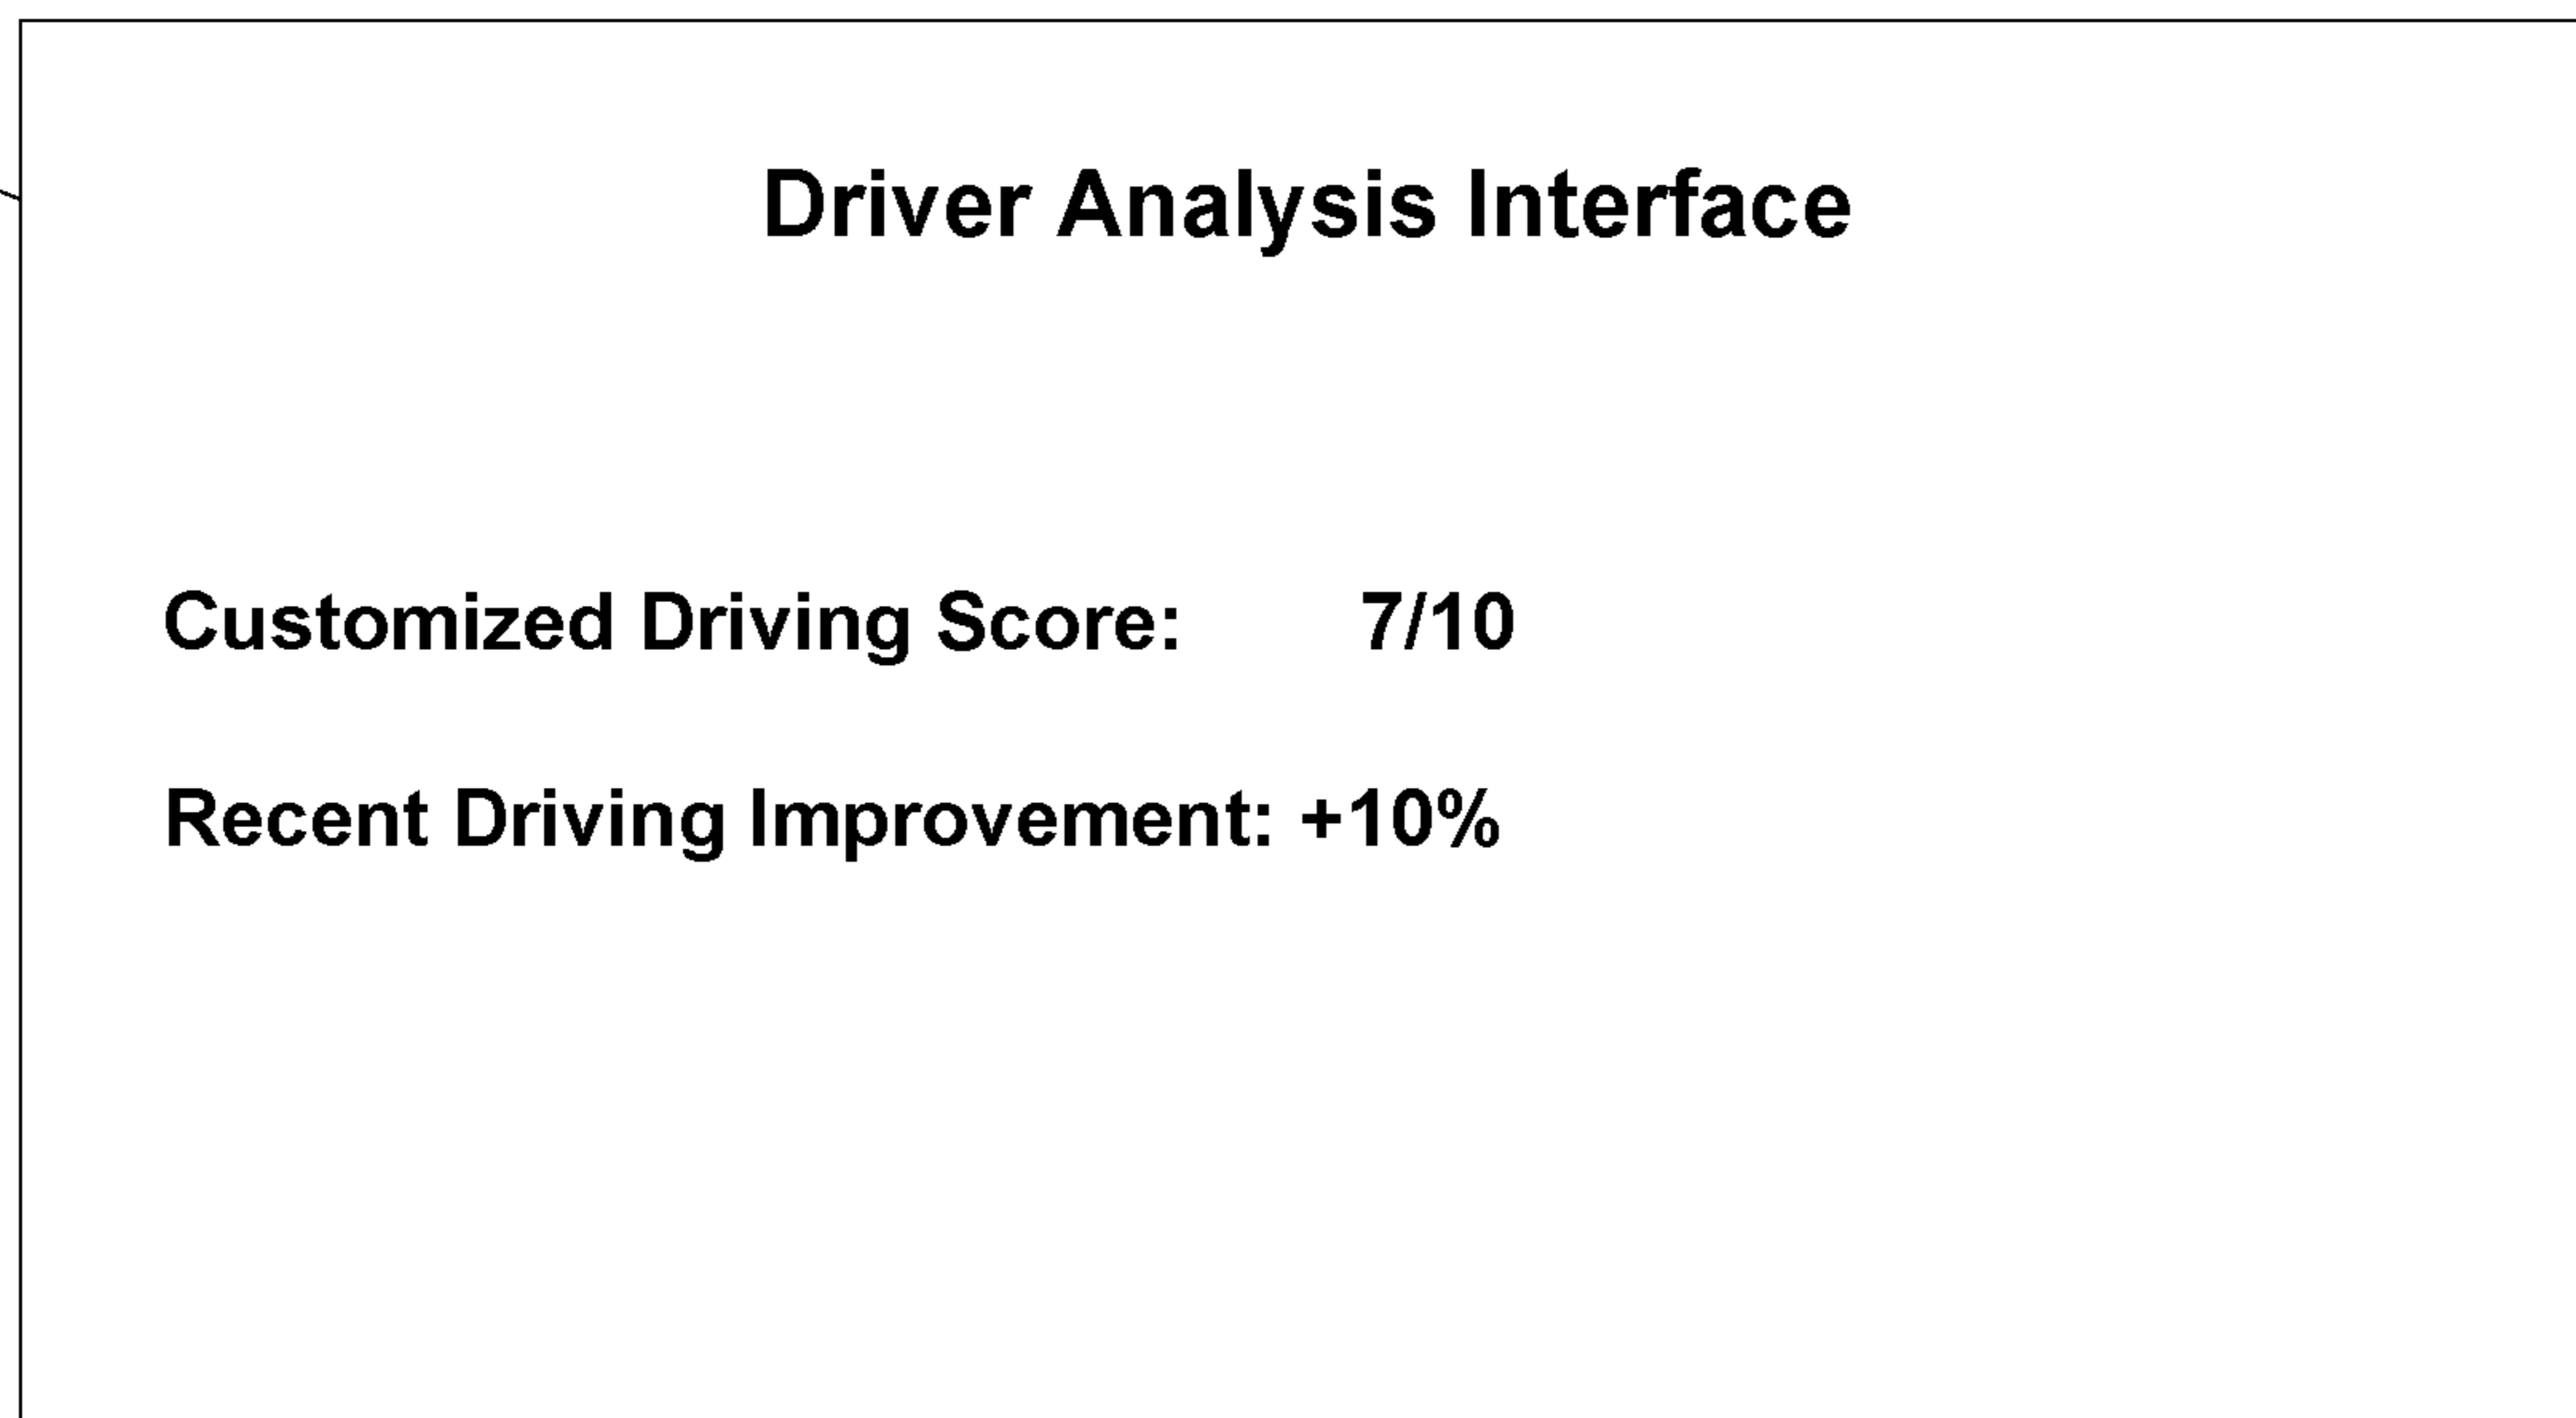 Driver Analysis Interface
Customized Driving Score: 7/10
Recent Driving Improvement: +10%